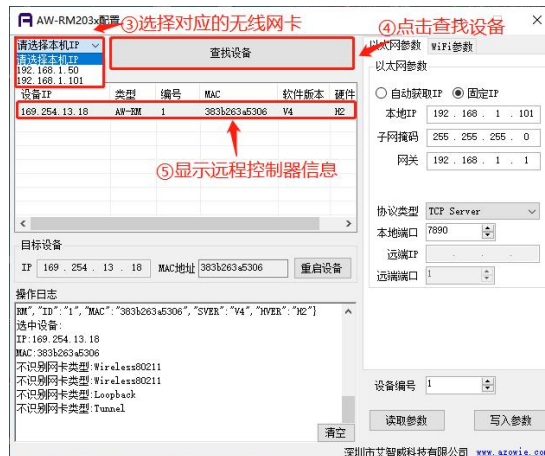 AW-RM203x配置
③选择对应的无线网卡
④点击查找设备
请选择本机IP
请选择本机IP
192.168.1.50
192.168.1.101
查找设备
设备IP 类型 编号 MAC 软件版本 硬件
169.254.13.18 AW-RM 1 383b263a5306 V4 H2
⑤显示远程控制器信息
目标设备
IP 169 . 254 . 13 . 18 MAC地址 383b263a5306 重启设备
操作日志
RM", "ID":"1", "MAC":"383b263a5306", "SVER":"V4", "HVER":"H2"}
选中设备:
IP:169.254.13.18
MAC:383b263a5306
不识别网卡类型:Wireless80211
不识别网卡类型:Wireless80211
不识别网卡类型:Loopback
不识别网卡类型:Tunnel
清空
以太网参数 WiFi参数
以太网参数
自动获取IP 固定IP
本地IP 192 . 168 . 1 . 101
子网掩码 255 . 255 . 255 . 0
网关 192 . 168 . 1 . 1
协议类型 TCP Server
本地端口 7890
远端IP . . .
远端端口 1
设备编号 1
读取参数 写入参数
深圳市艾智威科技有限公司 www.azowie.com